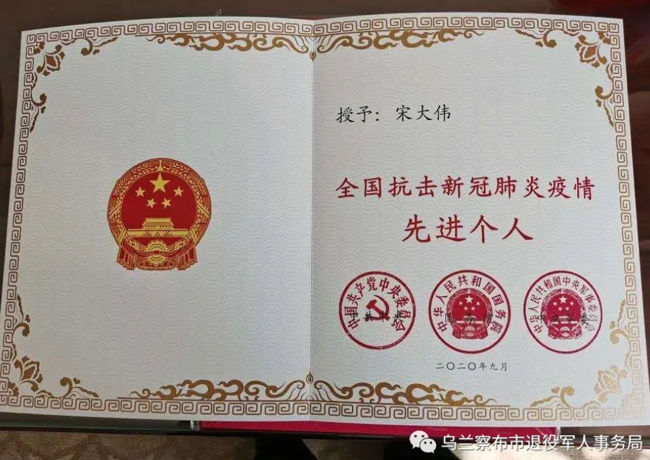 授予：宋大伟
全国抗击新冠肺炎疫情
先进个人
中国共产党中央委员会
中华人民共和国国务院
中华人民共和国中央军事委员会
二〇二〇年九月
乌兰察布市退役军人事务局